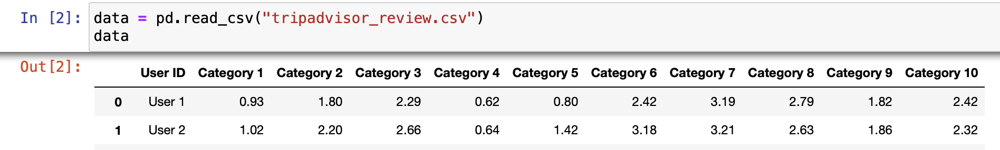 In [2]: data = pd.read_csv("tripadvisor_review.csv")
data
Out[2]:
User ID Category 1 Category 2 Category 3 Category 4 Category 5 Category 6 Category 7 Category 8 Category 9 Category 10
0 User 1 0.93 1.80 2.29 0.62 0.80 2.42 3.19 2.79 1.82 2.42
1 User 2 1.02 2.20 2.66 0.64 1.42 3.18 3.21 2.63 1.86 2.32